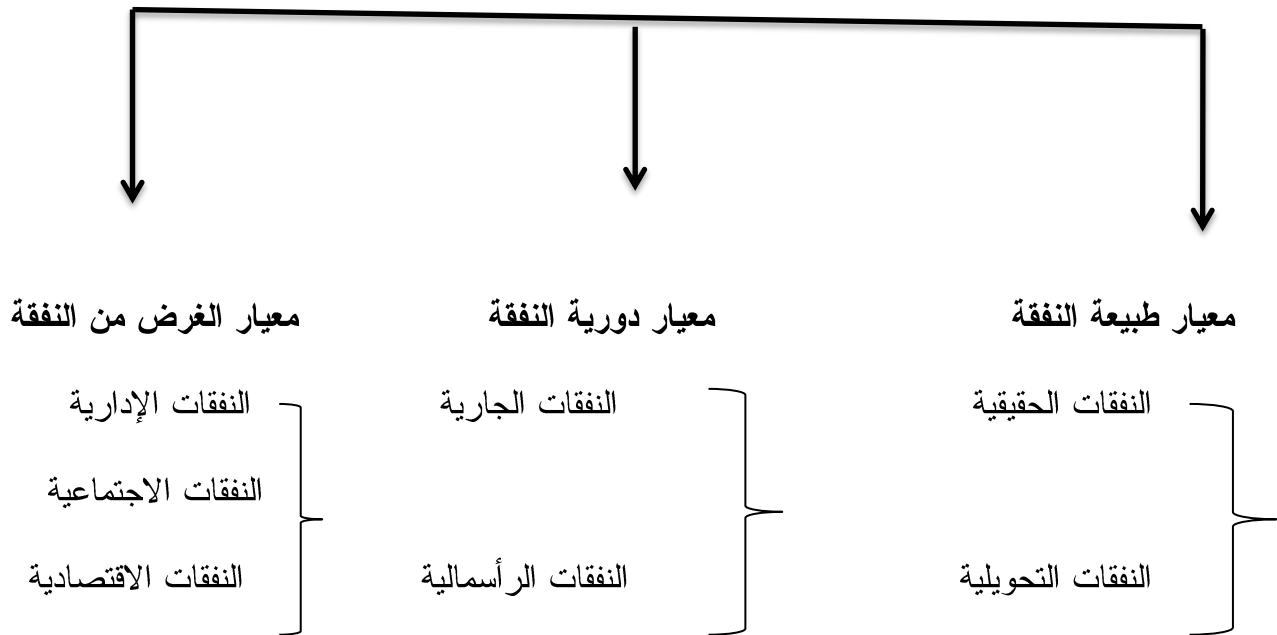 معيار طبيعة النفقة
النفقات الحقيقية
النفقات التحويلية
معيار دورية النفقة
النفقات الجارية
النفقات الرأسمالية
معيار الغرض من النفقة
النفقات الإدارية
النفقات الاجتماعية
النفقات الاقتصادية